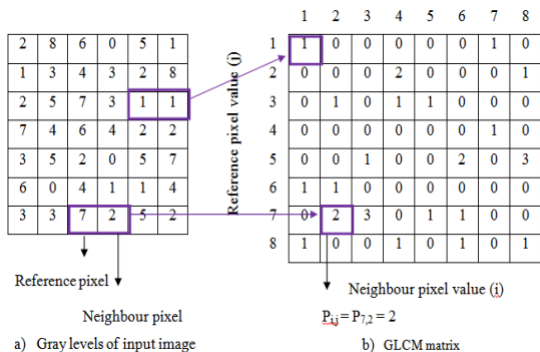 1 2 3 4 5 6 7 8
2 8 6 0 5 1
1 3 4 3 2 8
2 5 7 3 1 1
7 4 6 4 2 2
3 5 2 0 5 7
6 0 4 1 1 4
3 3 7 2 5 2
Reference pixel
Neighbour pixel
a) Gray levels of input image
Reference pixel value (j)
1 1 0 0 0 0 0 1 0
2 0 0 0 2 0 0 0 1
3 0 1 0 1 1 0 0 0
4 0 0 0 0 0 0 1 0
5 0 0 1 0 0 2 0 3
6 1 1 0 0 0 0 0 0
7 0 2 3 0 1 1 0 0
8 1 0 0 1 0 1 0 1
Neighbour pixel value (i)
Pi,j = P7,2 = 2
b) GLCM matrix